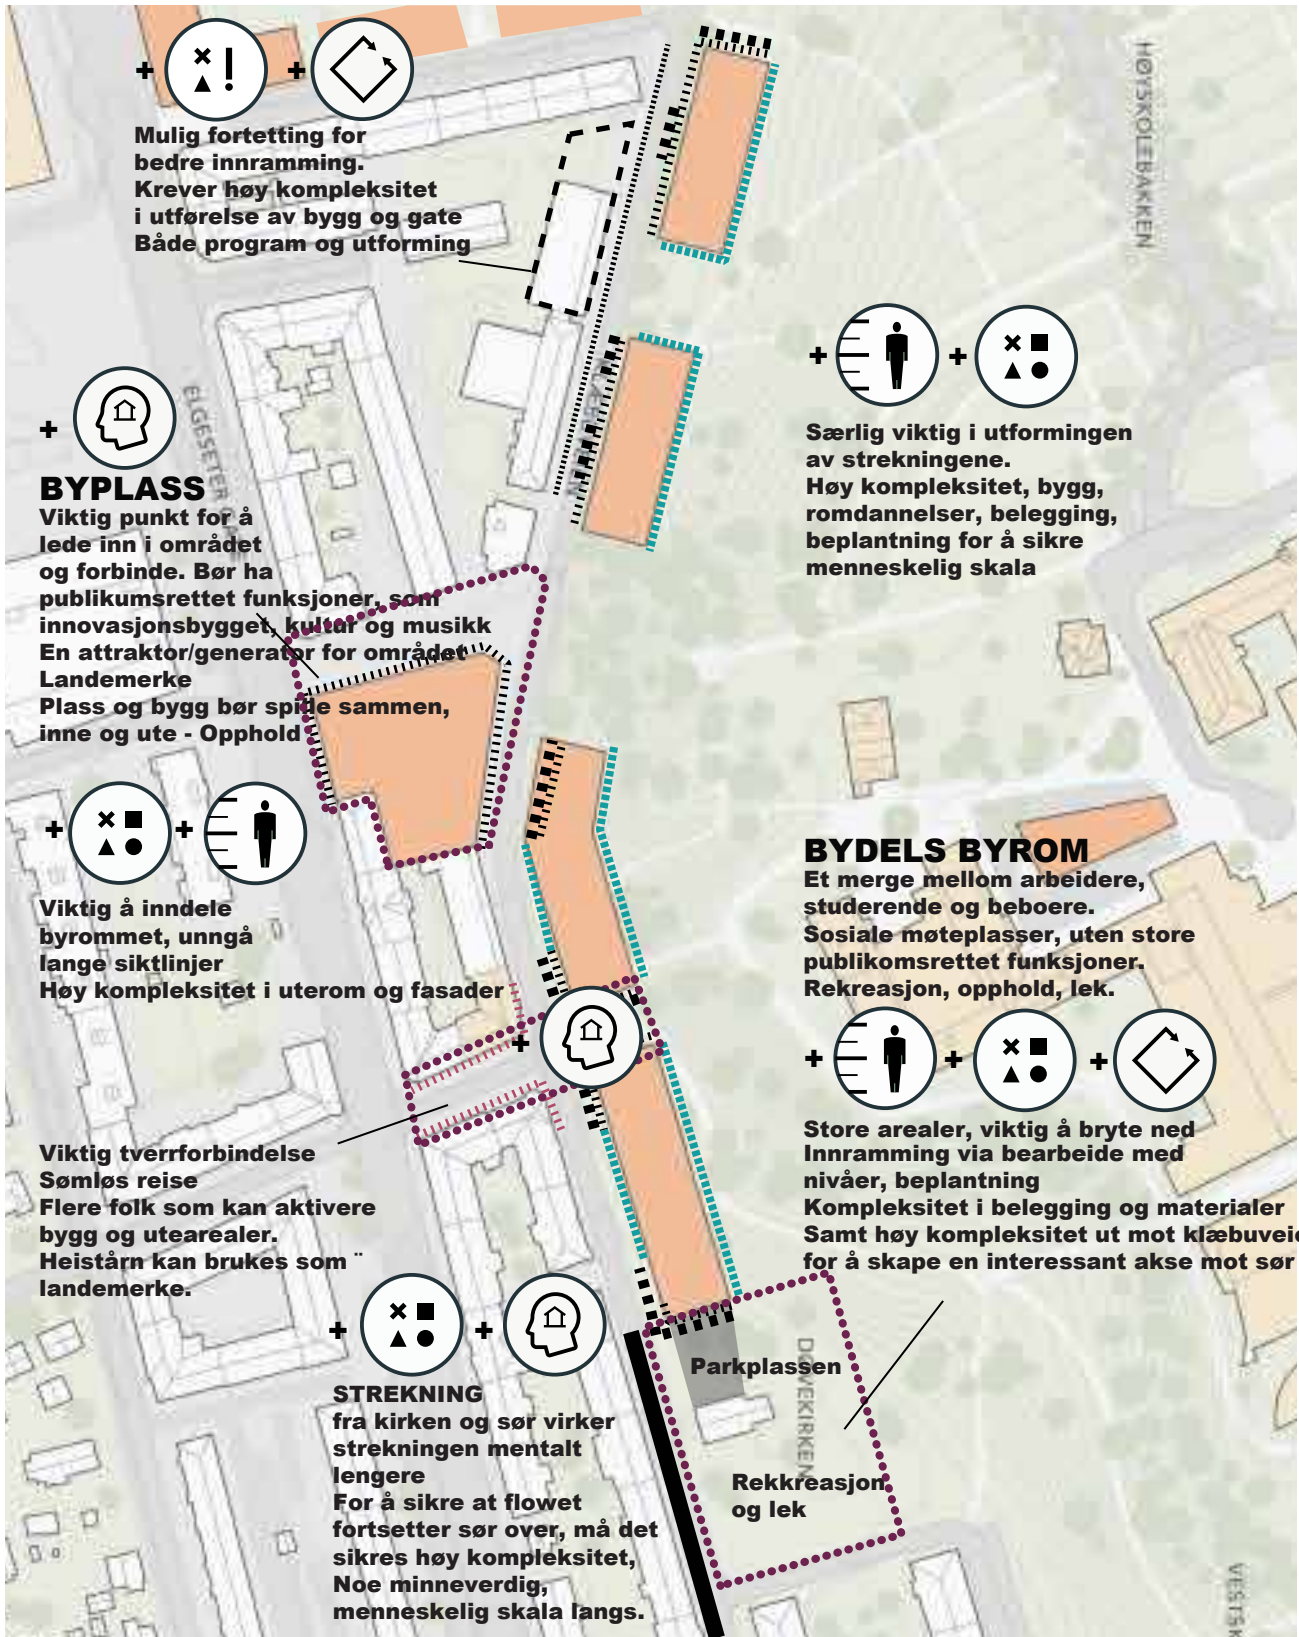 HØYSKOLEBAKKEN
Mulig fortetting for
bedre innramming.
Krever høy kompleksitet
i utførelse av bygg og gate
Både program og utforming
Særlig viktig i utformingen
av strekningene.
Høy kompleksitet, bygg,
romdannelser, belegging,
beplantning for å sikre
menneskelig skala
BYPLASS
Viktig punkt for å
lede inn i området
og forbinde. Bør ha
publikumsrettet funksjoner, som
innovasjonsbygget, kultur og musikk
En attraktor/generator for området
Landemerke
Plass og bygg bør spille sammen,
inne og ute - Opphold
Viktig å inndele
byrommet, unngå
lange siktlinjer
Høy kompleksitet i uterom og fasader
BYDELS BYROM
Et merge mellom arbeidere,
studerende og beboere.
Sosiale møteplasser, uten store
publikomsrettet funksjoner.
Rekreasjon, opphold, lek.
Store arealer, viktig å bryte ned
Innramming via bearbeide med
nivåer, beplantning
Kompleksitet i belegging og materialer
Samt høy kompleksitet ut mot klæbuveie
for å skape en interessant akse mot sør
Viktig tverrforbindelse
Sømløs reise
Flere folk som kan aktivere
bygg og utearealer.
Heistårn kan brukes som ¨
landemerke.
STREKNING
fra kirken og sør virker
strekningen mentalt
lengere
For å sikre at flowet
fortsetter sør over, må det
sikres høy kompleksitet,
Noe minneverdig,
menneskelig skala langs.
Parkplassen
DØVEKIRKEN
Rekkreasjon
og lek